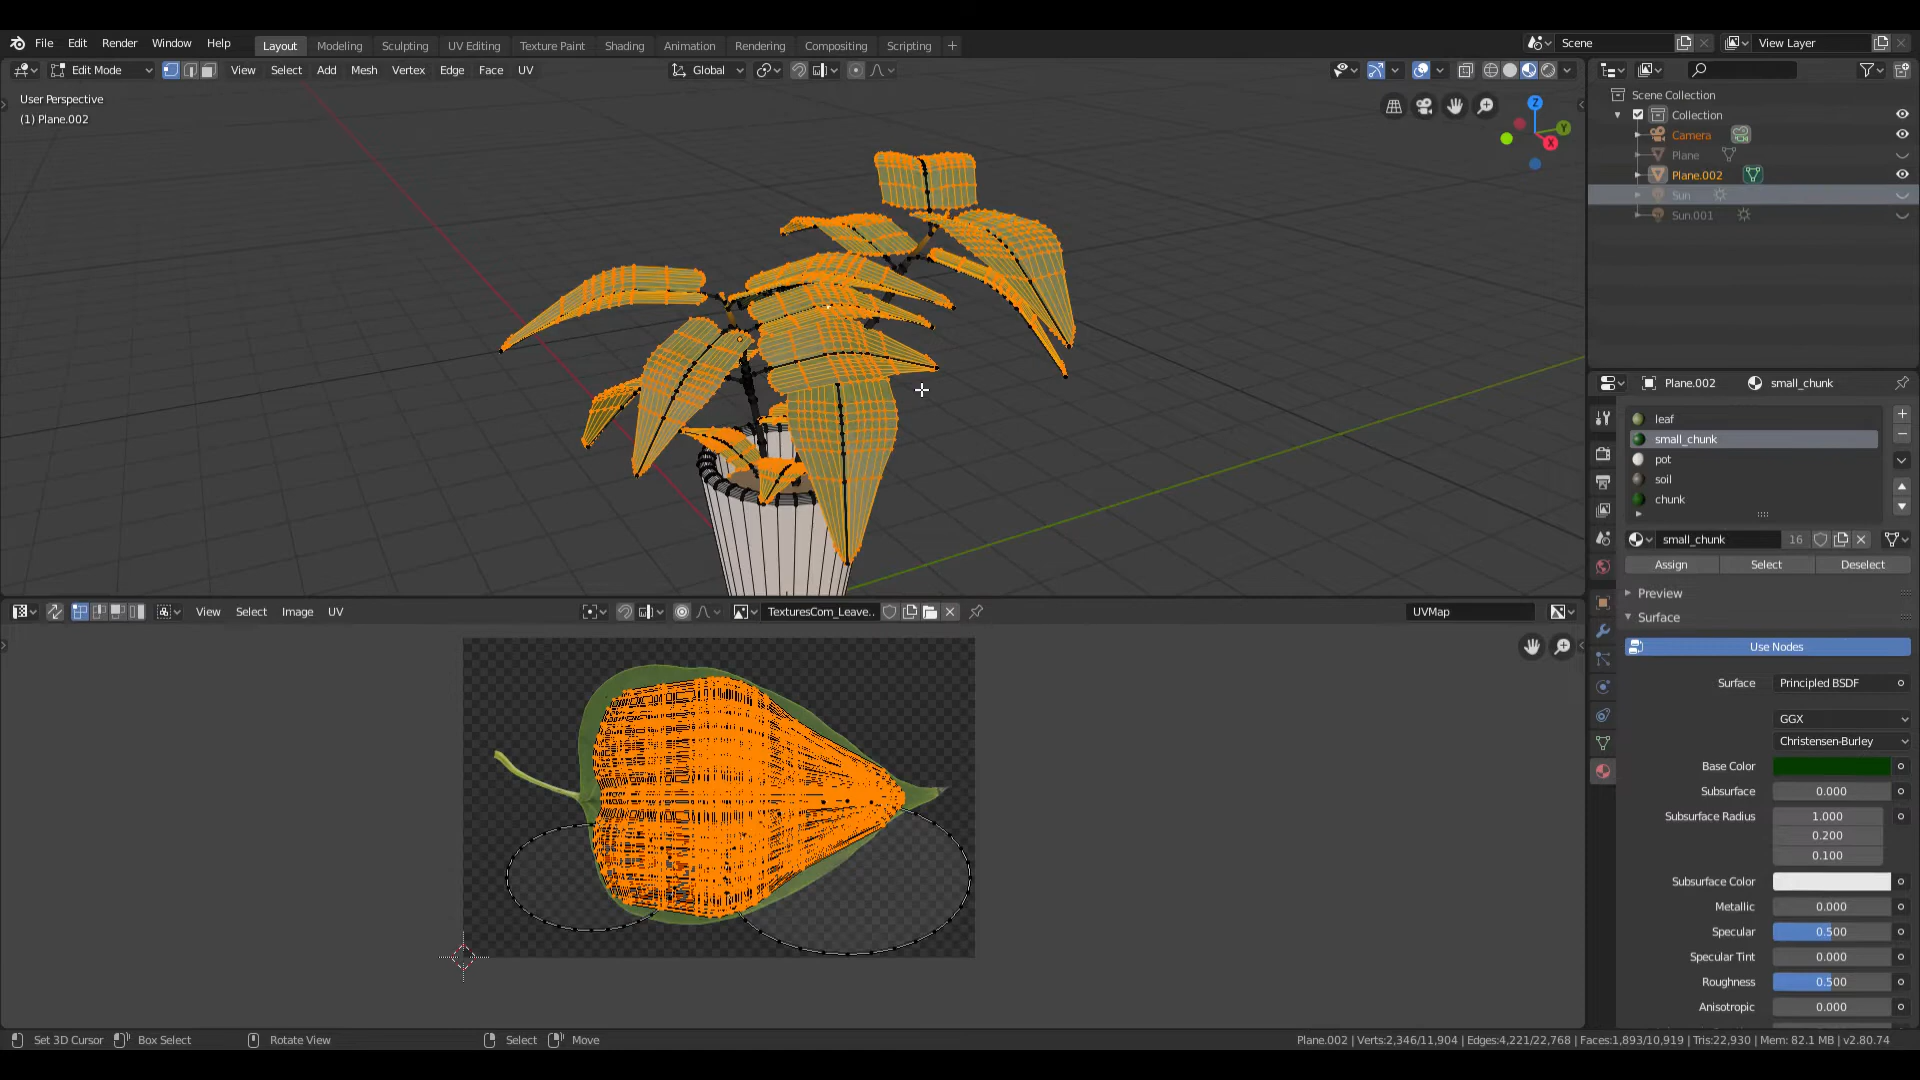 File Edit Render Window Help Layout Modeling Sculpting UV Editing Texture Paint Shading Animation Rendering Compositing Scripting + Scene View Layer
Edit Mode View Select Add Mesh Vertex Edge Face UV Global
User Perspective
(1) Plane.002
Z
Y
X
Scene Collection
Collection
Camera
Plane
Plane.002
Sun
Sun.001
Plane.002 small_chunk
leaf
small_chunk
pot
soil
chunk
small_chunk 16
Assign Select Deselect
Preview
Surface
Use Nodes
Surface Principled BSDF
GGX
Christensen-Burley
Base Color
Subsurface 0.000
Subsurface Radius 1.000
0.200
0.100
Subsurface Color
Metallic 0.000
Specular 0.500
Specular Tint 0.000
Roughness 0.500
Anisotropic 0.000
View Select Image UV TexturesCom_Leave.. UVMap
Set 3D Cursor Box Select Rotate View Select Move Plane.002 | Verts:2,346/11,904 | Edges:4,221/22,768 | Faces:1,893/10,919 | Tris:22,930 | Mem: 82.1 MB | v2.80.74